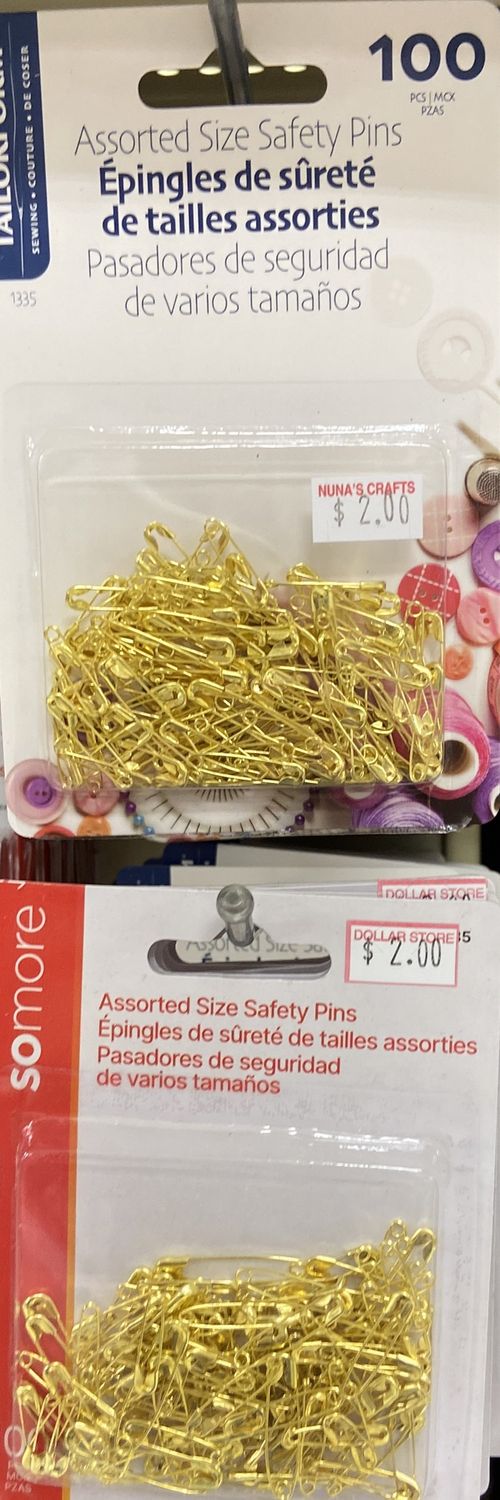 100
PCS | MCX
PZAS
SEWING • COUTURE • DE COSER
Assorted Size Safety Pins
Épingles de sûreté
de tailles assorties
Pasadores de seguridad
de varios tamaños
1335
NUNA'S CRAFTS
$ 2.00
DOLLAR STORE
somore
DOLLAR STORE
$ 2.00
Assorted Size Safety Pins
Épingles de sûreté de tailles assorties
Pasadores de seguridad
de varios tamaños
PZAS